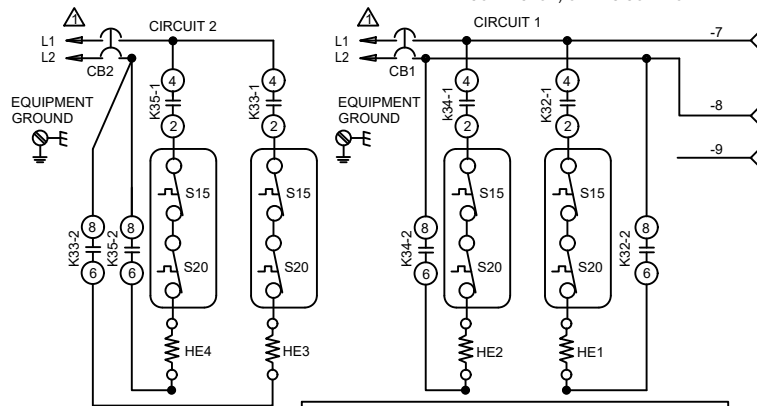 1
CIRCUIT 2
L1
L2
CB2
EQUIPMENT
GROUND
K35-1
4
2
K33-1
4
2
S15
S20
S15
S20
K33-2
8
6
K35-2
8
6
HE4
HE3
1
CIRCUIT 1
L1
L2
CB1
EQUIPMENT
GROUND
k34-1
4
2
K32-1
4
2
S15
S20
S15
S20
K34-2
8
6
K32-2
8
6
HE2
HE1
-7
-8
-9